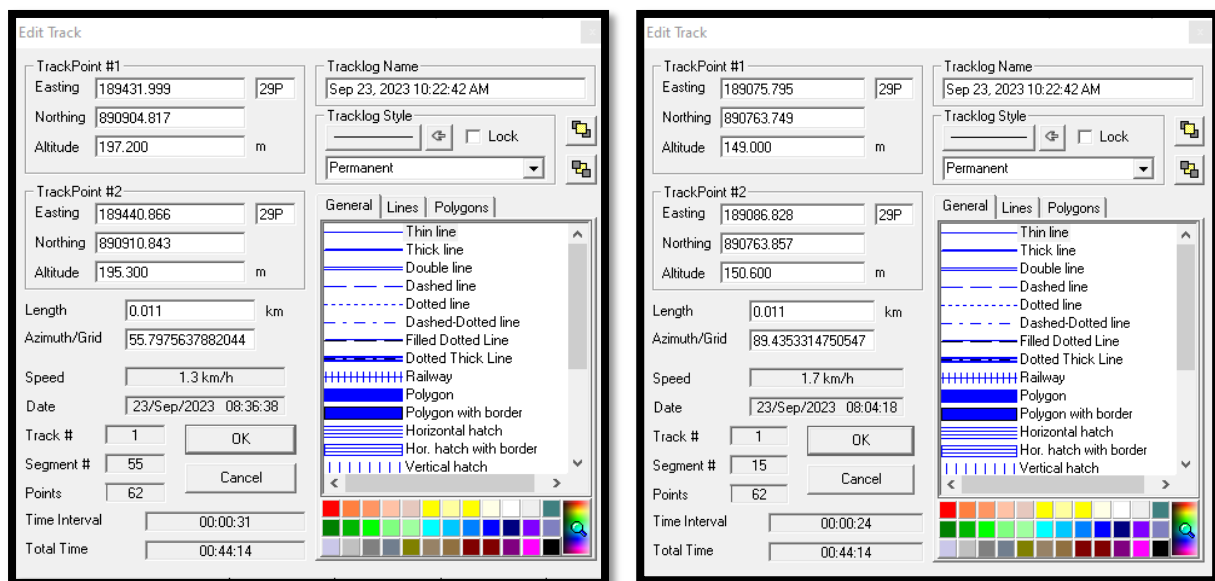 Edit Track
TrackPoint #1
Easting 189431.999 29P
Northing 890904.817
Altitude 197.200 m
TrackPoint #2
Easting 189440.866 29P
Northing 890910.843
Altitude 195.300 m
Length 0.011 km
Azimuth/Grid 55.7975637882044
Speed 1.3 km/h
Date 23/Sep/2023 08:36:38
Track # 1
OK
Segment # 55
Cancel
Points 62
Time Interval 00:00:31
Total Time 00:44:14
Tracklog Name
Sep 23, 2023 10:22:42 AM
Tracklog Style
Lock
Permanent
General Lines Polygons
Thin line
Thick line
Double line
Dashed line
Dotted line
Dashed-Dotted line
Filled Dotted Line
Dotted Thick Line
Railway
Polygon
Polygon with border
Horizontal hatch
Hor. hatch with border
Vertical hatch
Edit Track
TrackPoint #1
Easting 189075.795 29P
Northing 890763.749
Altitude 149.000 m
TrackPoint #2
Easting 189086.828 29P
Northing 890763.857
Altitude 150.600 m
Length 0.011 km
Azimuth/Grid 89.4353314750547
Speed 1.7 km/h
Date 23/Sep/2023 08:04:18
Track # 1
OK
Segment # 15
Cancel
Points 62
Time Interval 00:00:24
Total Time 00:44:14
Tracklog Name
Sep 23, 2023 10:22:42 AM
Tracklog Style
Lock
Permanent
General Lines Polygons
Thin line
Thick line
Double line
Dashed line
Dotted line
Dashed-Dotted line
Filled Dotted Line
Dotted Thick Line
Railway
Polygon
Polygon with border
Horizontal hatch
Hor. hatch with border
Vertical hatch